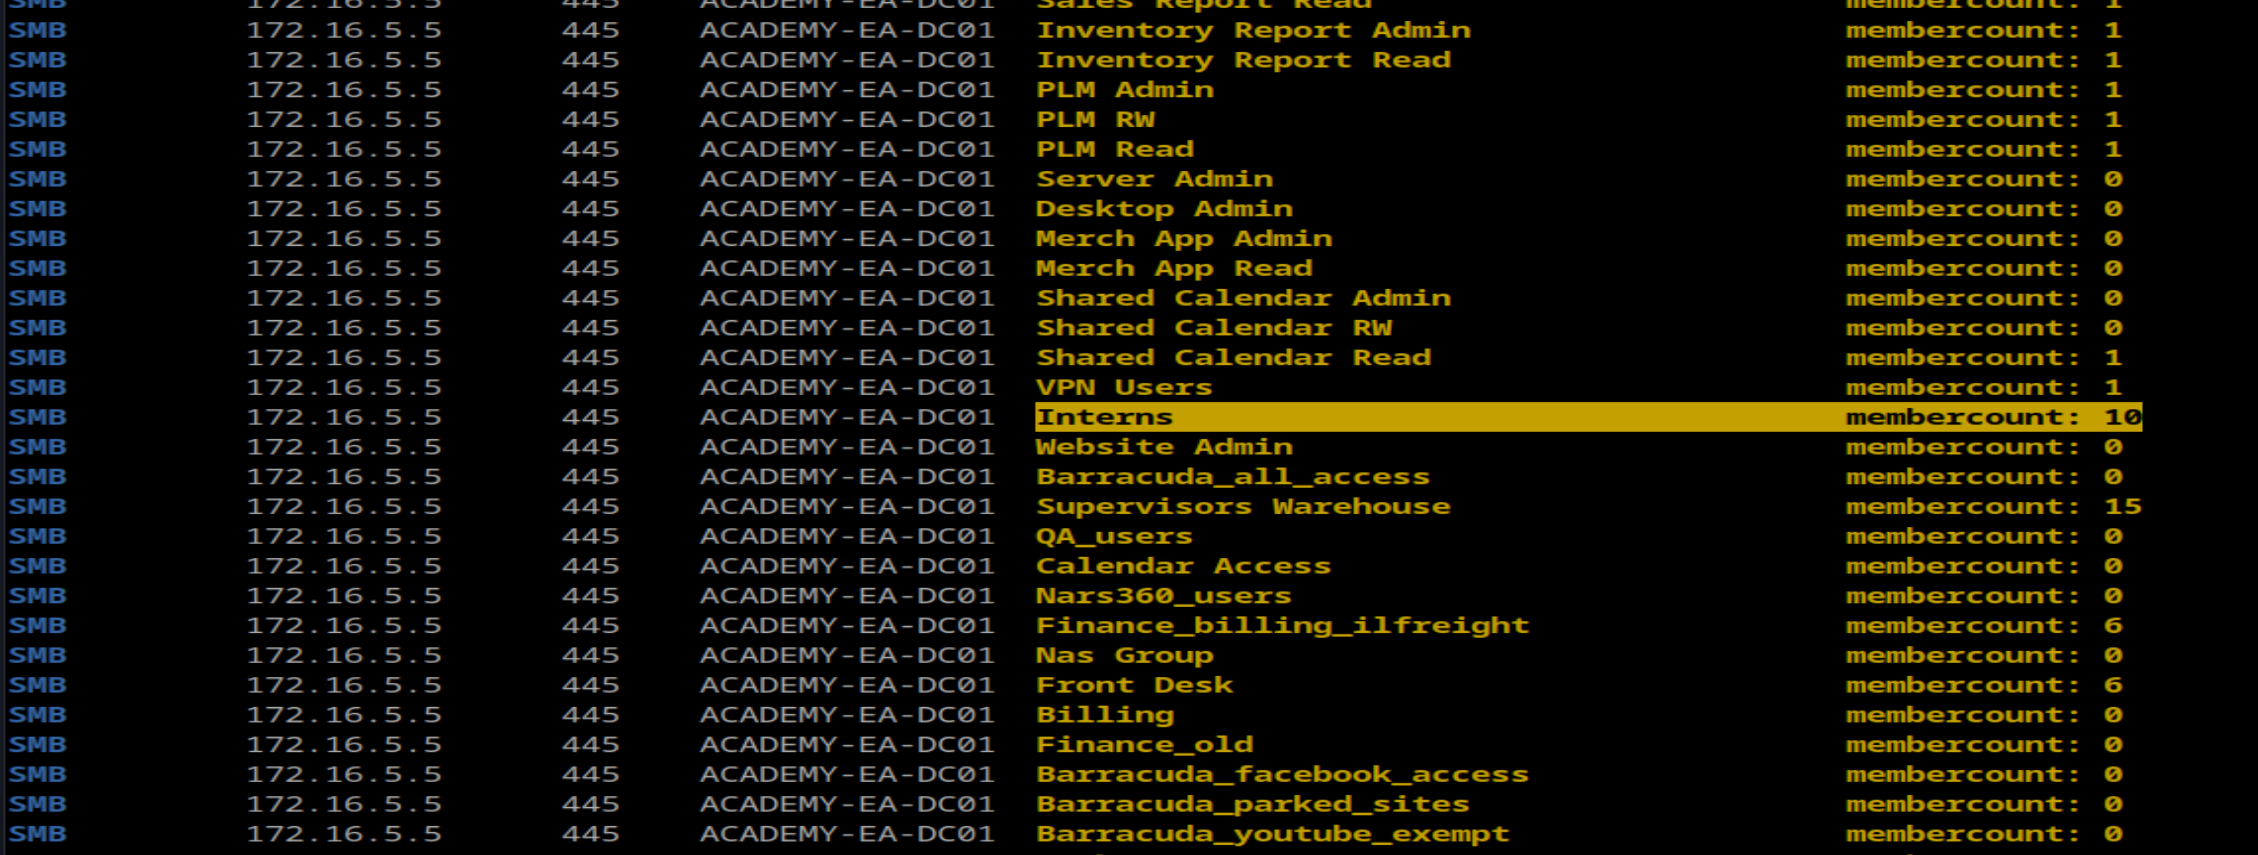 SMB 172.16.5.5 445 ACADEMY-EA-DC01 Sales Report Read membercount: 1
SMB 172.16.5.5 445 ACADEMY-EA-DC01 Inventory Report Admin membercount: 1
SMB 172.16.5.5 445 ACADEMY-EA-DC01 Inventory Report Read membercount: 1
SMB 172.16.5.5 445 ACADEMY-EA-DC01 PLM Admin membercount: 1
SMB 172.16.5.5 445 ACADEMY-EA-DC01 PLM RW membercount: 1
SMB 172.16.5.5 445 ACADEMY-EA-DC01 PLM Read membercount: 1
SMB 172.16.5.5 445 ACADEMY-EA-DC01 Server Admin membercount: 0
SMB 172.16.5.5 445 ACADEMY-EA-DC01 Desktop Admin membercount: 0
SMB 172.16.5.5 445 ACADEMY-EA-DC01 Merch App Admin membercount: 0
SMB 172.16.5.5 445 ACADEMY-EA-DC01 Merch App Read membercount: 0
SMB 172.16.5.5 445 ACADEMY-EA-DC01 Shared Calendar Admin membercount: 0
SMB 172.16.5.5 445 ACADEMY-EA-DC01 Shared Calendar RW membercount: 0
SMB 172.16.5.5 445 ACADEMY-EA-DC01 Shared Calendar Read membercount: 1
SMB 172.16.5.5 445 ACADEMY-EA-DC01 VPN Users membercount: 1
SMB 172.16.5.5 445 ACADEMY-EA-DC01 Interns membercount: 10
SMB 172.16.5.5 445 ACADEMY-EA-DC01 Website Admin membercount: 0
SMB 172.16.5.5 445 ACADEMY-EA-DC01 Barracuda_all_access membercount: 0
SMB 172.16.5.5 445 ACADEMY-EA-DC01 Supervisors Warehouse membercount: 15
SMB 172.16.5.5 445 ACADEMY-EA-DC01 QA_users membercount: 0
SMB 172.16.5.5 445 ACADEMY-EA-DC01 Calendar Access membercount: 0
SMB 172.16.5.5 445 ACADEMY-EA-DC01 Nars360_users membercount: 0
SMB 172.16.5.5 445 ACADEMY-EA-DC01 Finance_billing_ilfreight membercount: 6
SMB 172.16.5.5 445 ACADEMY-EA-DC01 Nas Group membercount: 0
SMB 172.16.5.5 445 ACADEMY-EA-DC01 Front Desk membercount: 6
SMB 172.16.5.5 445 ACADEMY-EA-DC01 Billing membercount: 0
SMB 172.16.5.5 445 ACADEMY-EA-DC01 Finance_old membercount: 0
SMB 172.16.5.5 445 ACADEMY-EA-DC01 Barracuda_facebook_access membercount: 0
SMB 172.16.5.5 445 ACADEMY-EA-DC01 Barracuda_parked_sites membercount: 0
SMB 172.16.5.5 445 ACADEMY-EA-DC01 Barracuda_youtube_exempt membercount: 0